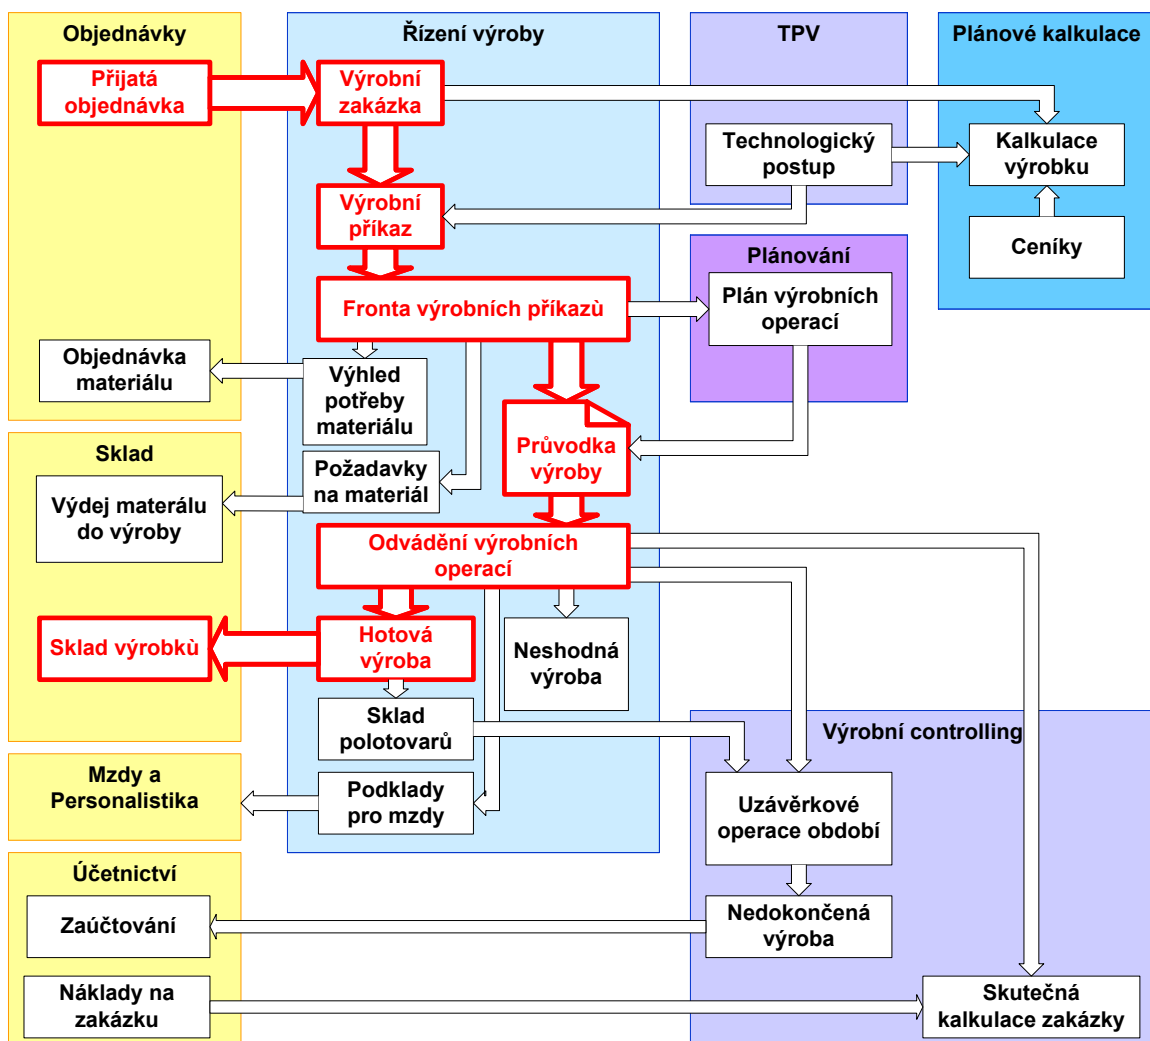 Objednávky
Řízení výroby
TPV
Plánové kalkulace
Přijatá
objednávka
Výrobní
zakázka
Technologický
postup
Kalkulace
výrobku
Výrobní
příkaz
Ceníky
Plánování
Fronta výrobních příkazů
Plán výrobních
operací
Objednávka
materiálu
Výhled
potřeby
materiálu
Průvodka
výroby
Sklad
Výdej materálu
do výroby
Požadavky
na materiál
Odvádění výrobních
operací
Sklad výrobků
Hotová
výroba
Neshodná
výroba
Sklad
polotovarů
Výrobní controlling
Mzdy a
Personalistika
Podklady
pro mzdy
Uzávěrkové
operace období
Účetnictví
Zaúčtování
Nedokončená
výroba
Náklady na
zakázku
Skutečná
kalkulace zakázky